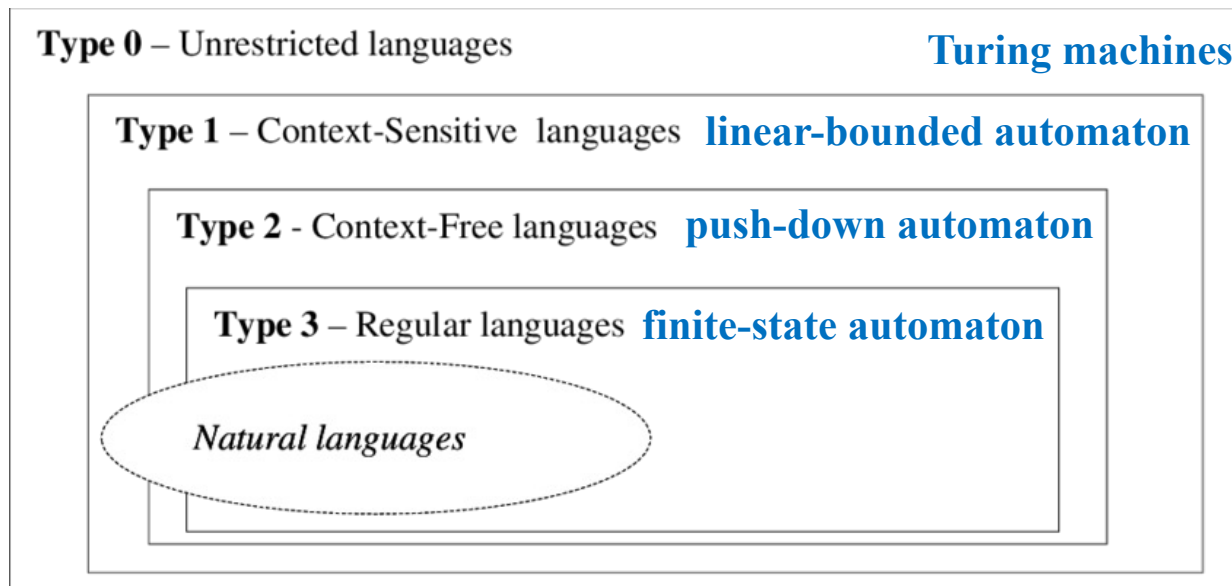 Type 0 – Unrestricted languages Turing machines
Type 1 – Context-Sensitive languages linear-bounded automaton
Type 2 - Context-Free languages push-down automaton
Type 3 – Regular languages finite-state automaton
Natural languages